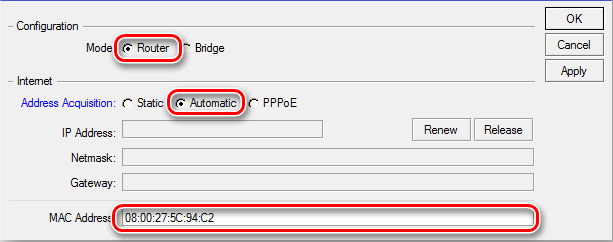 Configuration
OK
Mode Router Bridge
Cancel
Internet
Apply
Address Acquisition: Static Automatic PPPoE
IP Address: Renew Release
Netmask:
Gateway:
MAC Address 08:00:27:5C:94:C2